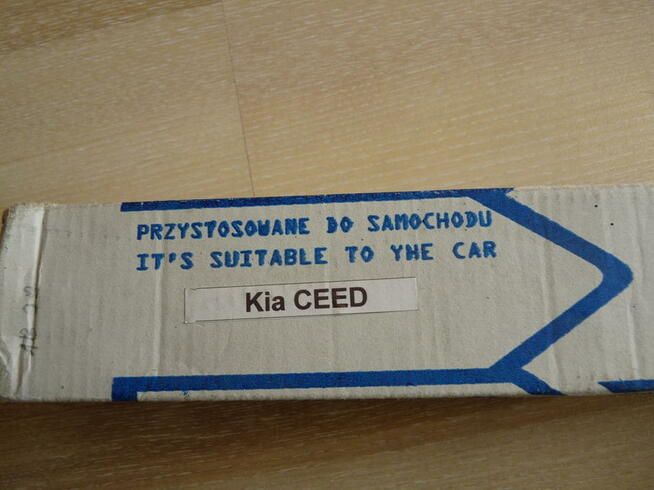 PRZYSTOSOWANE DO SAMOCHODU
IT'S SUITABLE TO YHE CAR
Kia CEED